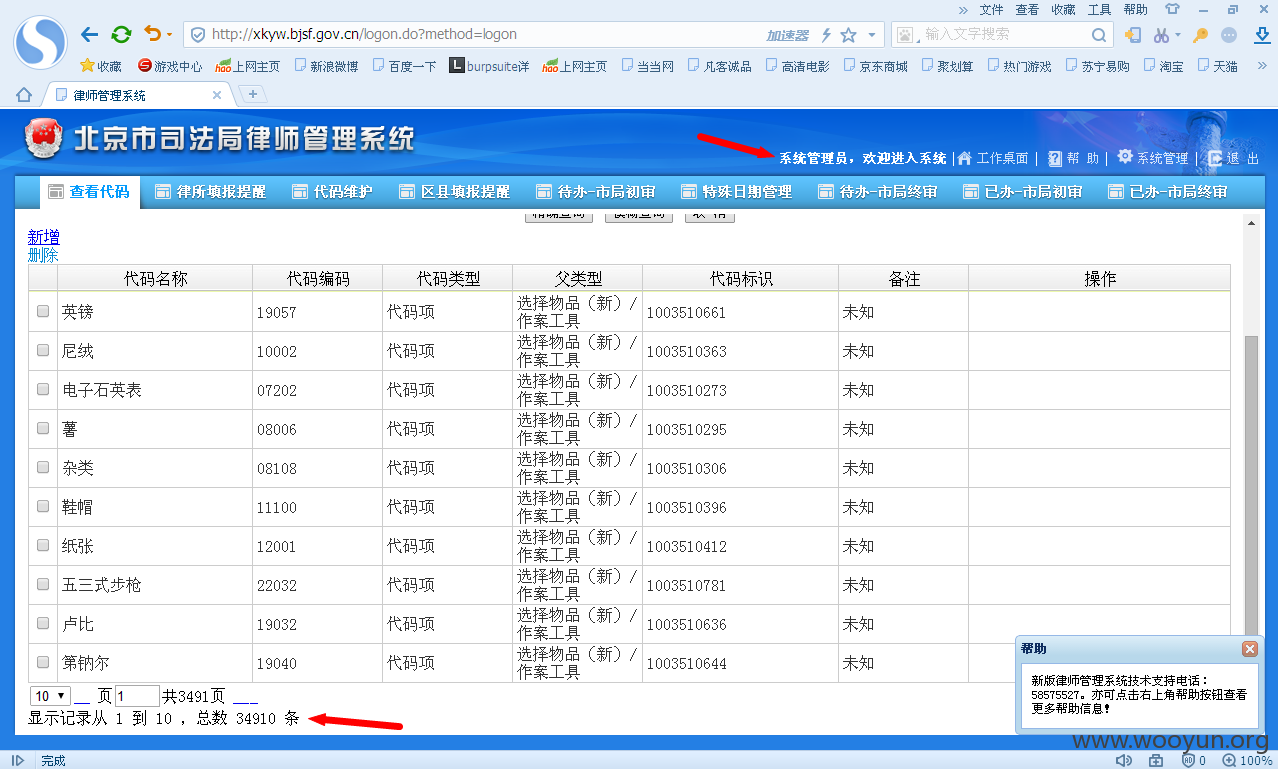 » 文件 查看 收藏 工具 帮助
http://xkyw.bjsf.gov.cn/logon.do?method=logon 加速器 输入文字搜索
收藏 游戏中心 上网主页 新浪微博 百度一下 burpsuite详 上网主页 当当网 凡客诚品 高清电影 京东商城 聚划算 热门游戏 苏宁易购 淘宝 天猫 »
律师管理系统
北京市司法局律师管理系统
系统管理员，欢迎进入系统 | 工作桌面 | 帮 助 | 系统管理 | 退 出
查看代码 律所填报提醒 代码维护 区县填报提醒 待办-市局初审 特殊日期管理 待办-市局终审 已办-市局初审 已办-市局终审
精确查询 模糊查询 取 消
新增
删除
代码名称 代码编码 代码类型 父类型 代码标识 备注 操作
英镑 19057 代码项 选择物品（新）/作案工具 1003510661 未知
尼绒 10002 代码项 选择物品（新）/作案工具 1003510363 未知
电子石英表 07202 代码项 选择物品（新）/作案工具 1003510273 未知
薯 08006 代码项 选择物品（新）/作案工具 1003510295 未知
杂类 08108 代码项 选择物品（新）/作案工具 1003510306 未知
鞋帽 11100 代码项 选择物品（新）/作案工具 1003510396 未知
纸张 12001 代码项 选择物品（新）/作案工具 1003510412 未知
五三式步枪 22032 代码项 选择物品（新）/作案工具 1003510781 未知
卢比 19032 代码项 选择物品（新）/作案工具 1003510636 未知
第钠尔 19040 代码项 选择物品（新）/作案工具 1003510644 未知
10 页 1 共3491页
显示记录从 1 到 10 ，总数 34910 条
帮助
新版律师管理系统技术支持电话：
58575527。亦可点击右上角帮助按钮查看
更多帮助信息！
www.wooyun.org
完成 0 100%